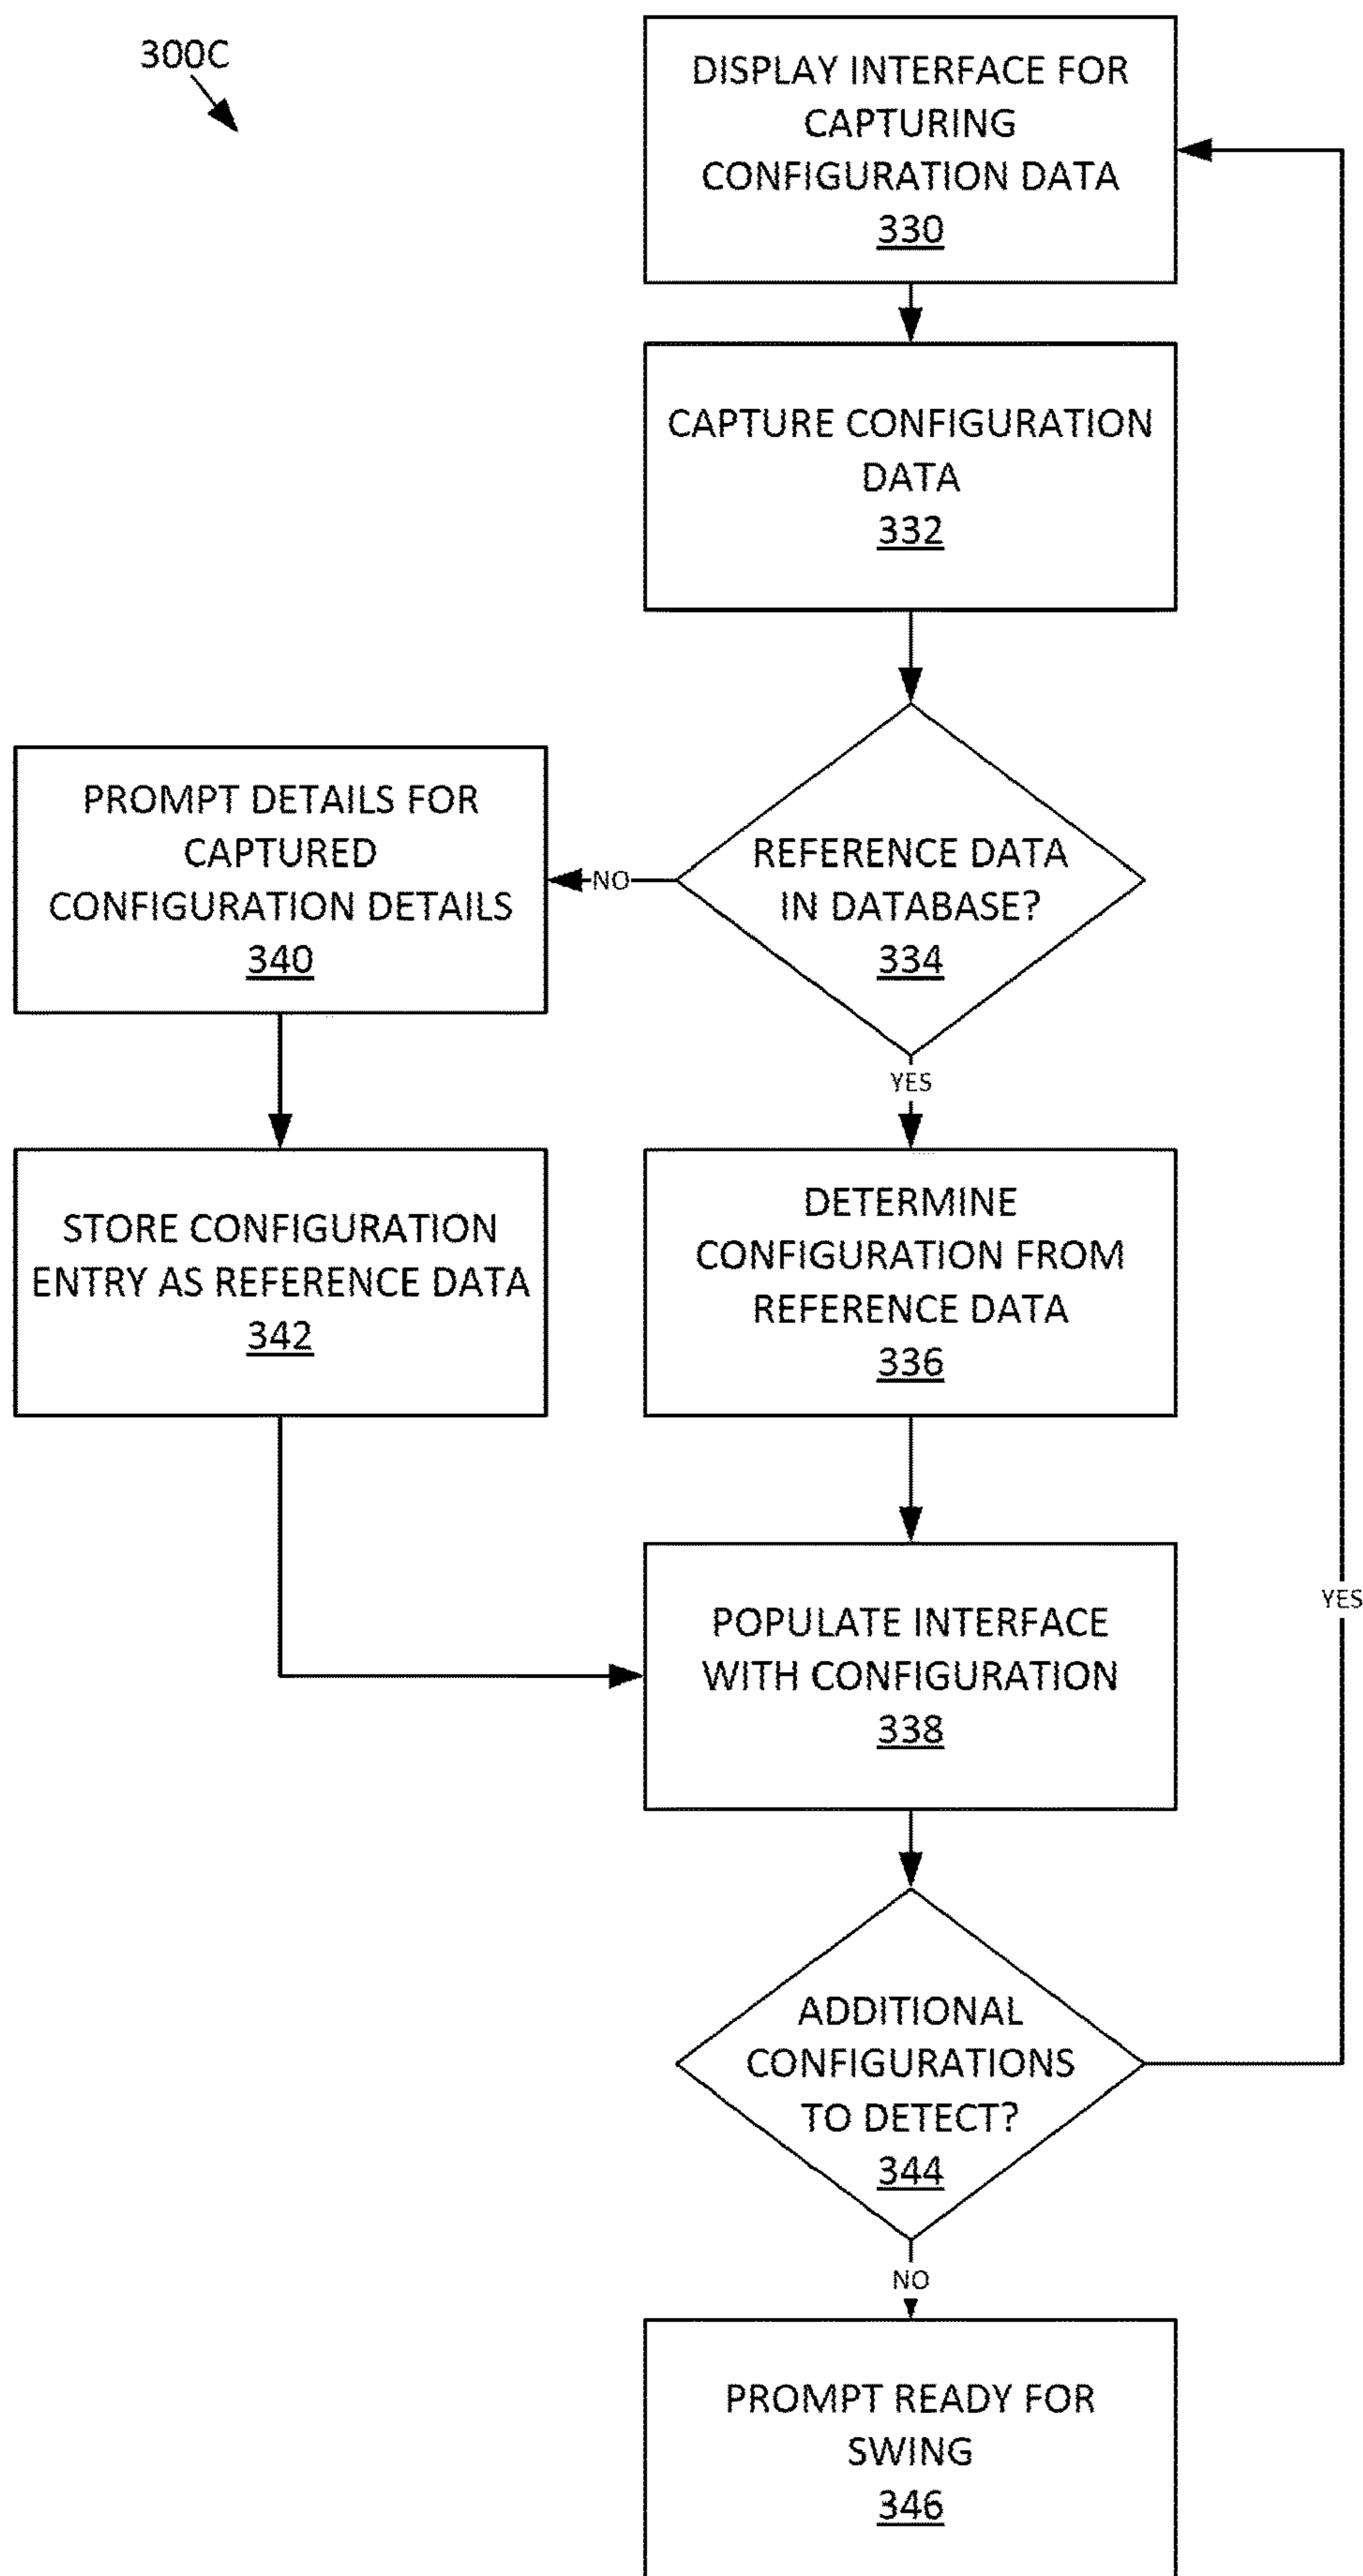 300C
DISPLAY INTERFACE FOR
CAPTURING
CONFIGURATION DATA
330
CAPTURE CONFIGURATION
DATA
332
REFERENCE DATA
IN DATABASE?
334
NO
PROMPT DETAILS FOR
CAPTURED
CONFIGURATION DETAILS
340
YES
STORE CONFIGURATION
ENTRY AS REFERENCE DATA
342
DETERMINE
CONFIGURATION FROM
REFERENCE DATA
336
POPULATE INTERFACE
WITH CONFIGURATION
338
YES
ADDITIONAL
CONFIGURATIONS
TO DETECT?
344
NO
PROMPT READY FOR
SWING
346